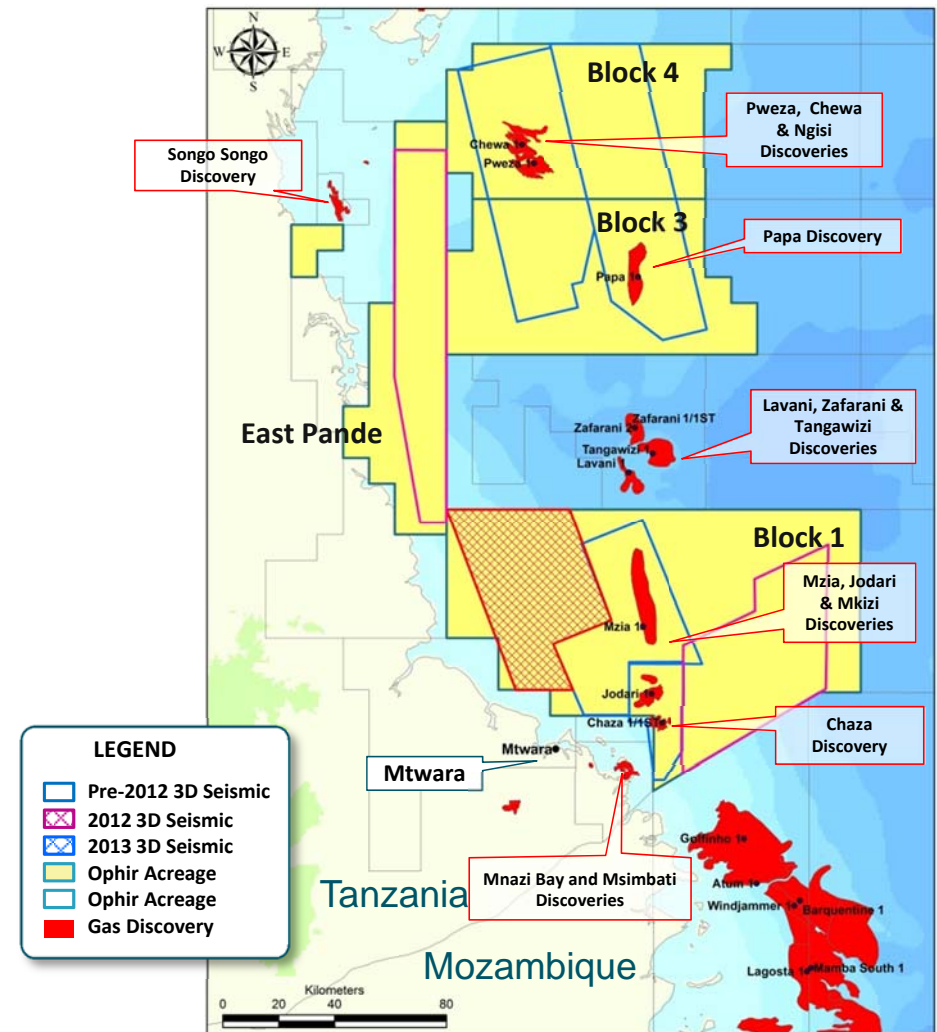 N
W
E
S
Block 4
Pweza, Chewa
& Ngisi
Discoveries
Chewa 1
Pweza 1
Songo Songo
Discovery
Block 3
Papa Discovery
Papa 1
Lavani, Zafarani &
Tangawizi
Discoveries
Zafarani 1/1ST
Zafarani 2
Tangawizi 1
Lavani 1
East Pande
Block 1
Mzia, Jodari
& Mkizi
Discoveries
Mzia 1
Jodari 1
Chaza 1/1ST
Chaza
Discovery
Mtwara
Mtwara
LEGEND
Pre-2012 3D Seismic
2012 3D Seismic
2013 3D Seismic
Ophir Acreage
Ophir Acreage
Gas Discovery
Mnazi Bay and Msimbati
Discoveries
Golfinho 1
Atum 1
Windjammer 1
Barquentine 1
Lagosta 1
Mamba South 1
Tanzania
Mozambique
Kilometers
0 20 40 80